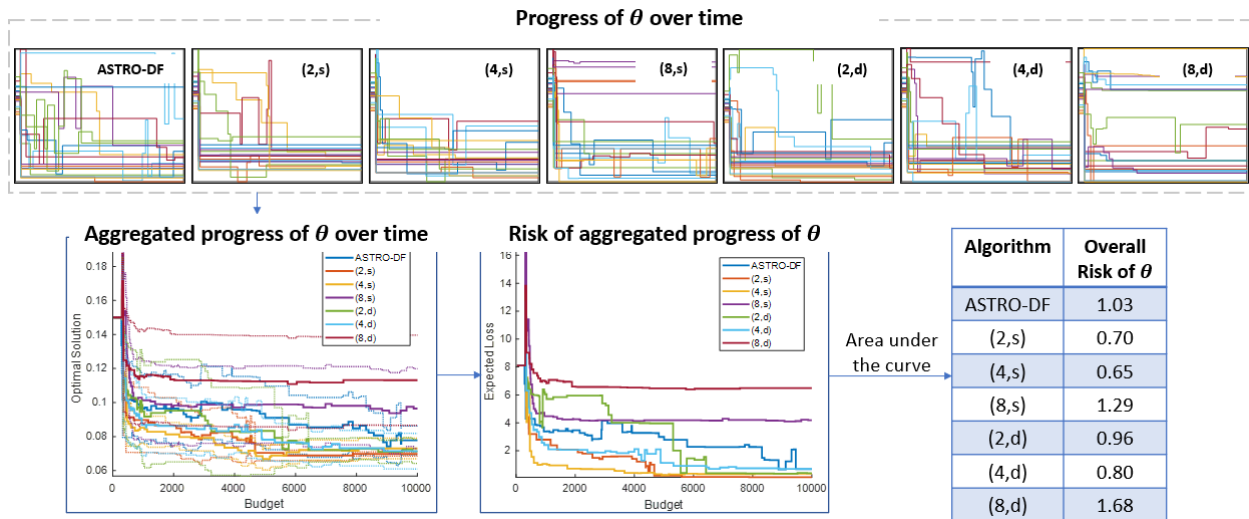 Progress of θ over time
ASTRO-DF
(2,s)
(4,s)
(8,s)
(2,d)
(4,d)
(8,d)
Aggregated progress of θ over time
0.18
0.16
0.14
0.12
0.1
0.08
0.06
Optimal Solution
0
2000
4000
6000
8000
10000
Budget
ASTRO-DF
(2,s)
(4,s)
(8,s)
(2,d)
(4,d)
(8,d)
Risk of aggregated progress of θ
16
14
12
10
8
6
4
2
Expected Loss
0
2000
4000
6000
8000
10000
Budget
ASTRO-DF
(2,s)
(4,s)
(8,s)
(2,d)
(4,d)
(8,d)
Area under
the curve
Algorithm
Overall
Risk of θ
ASTRO-DF 1.03
(2,s) 0.70
(4,s) 0.65
(8,s) 1.29
(2,d) 0.96
(4,d) 0.80
(8,d) 1.68